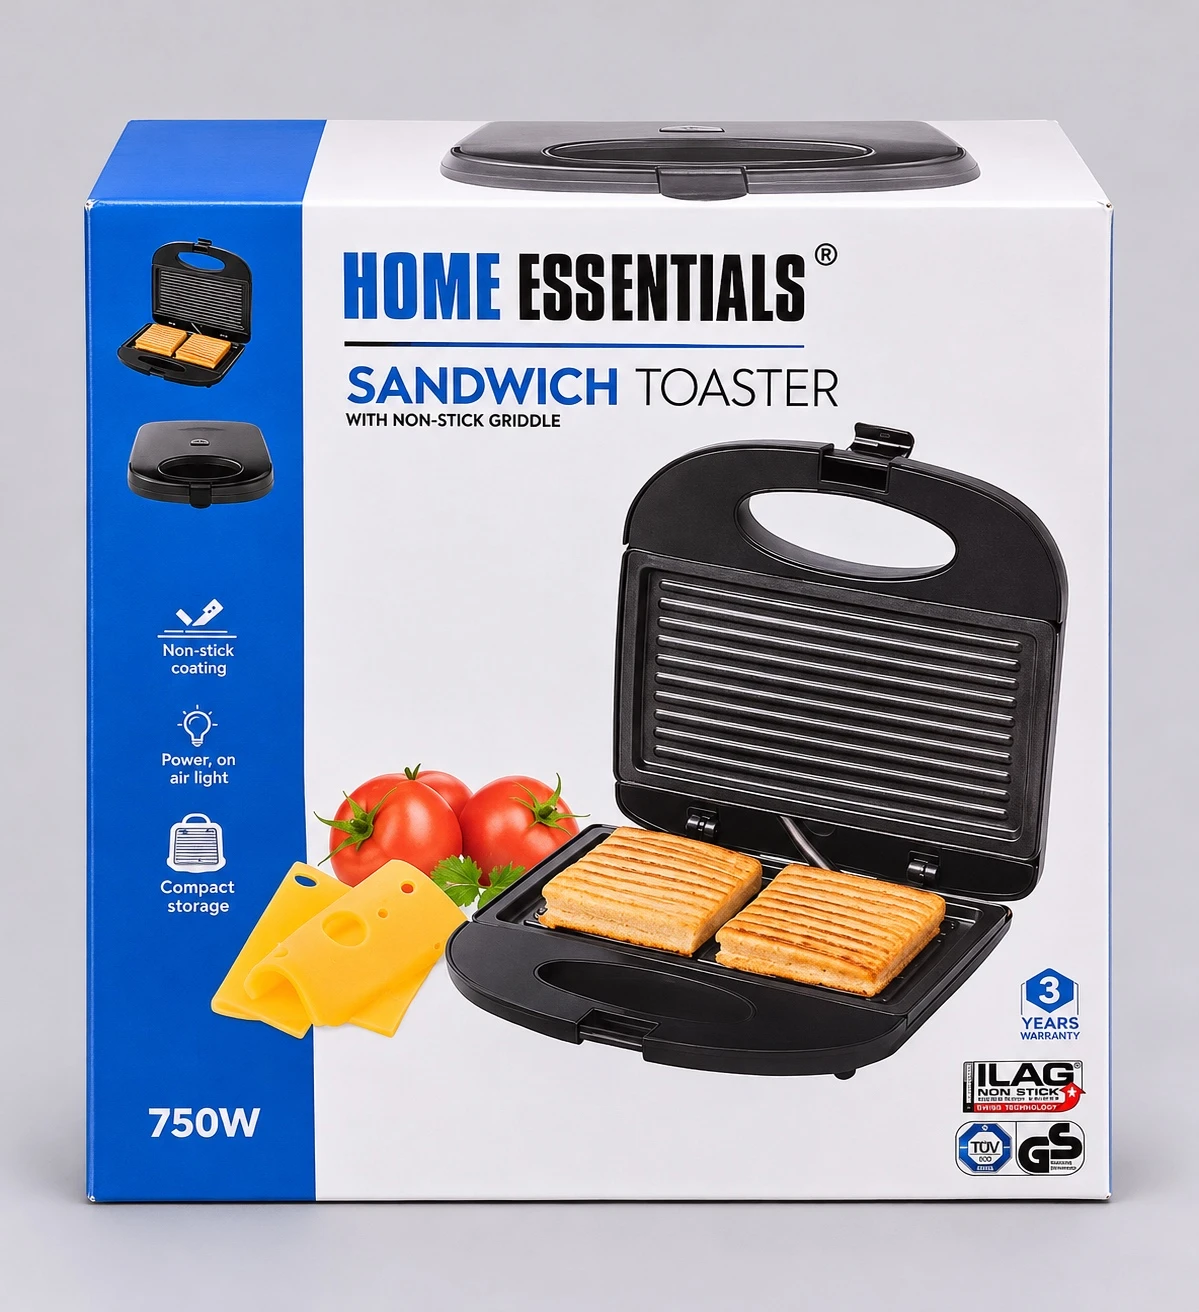 HOME ESSENTIALS®
SANDWICH TOASTER
WITH NON-STICK GRIDDLE
Non-stick
coating
Power, on
air light
Compact
storage
750W
3
YEARS
WARRANTY
ILAG®
NON STICK
SWISS TECHNOLOGY
TÜV
GS